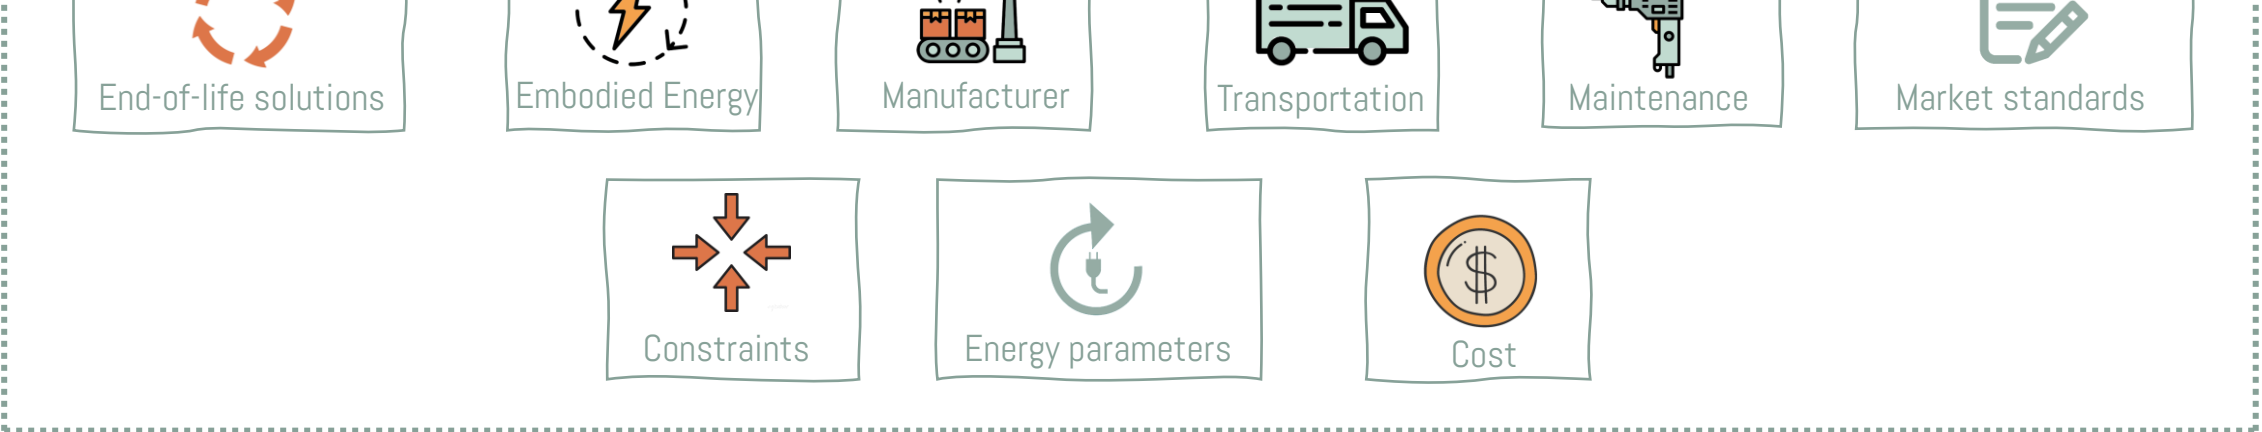 End-of-life solutions
Embodied Energy
Manufacturer
Transportation
Maintenance
Market standards
Constraints
Energy parameters
Cost